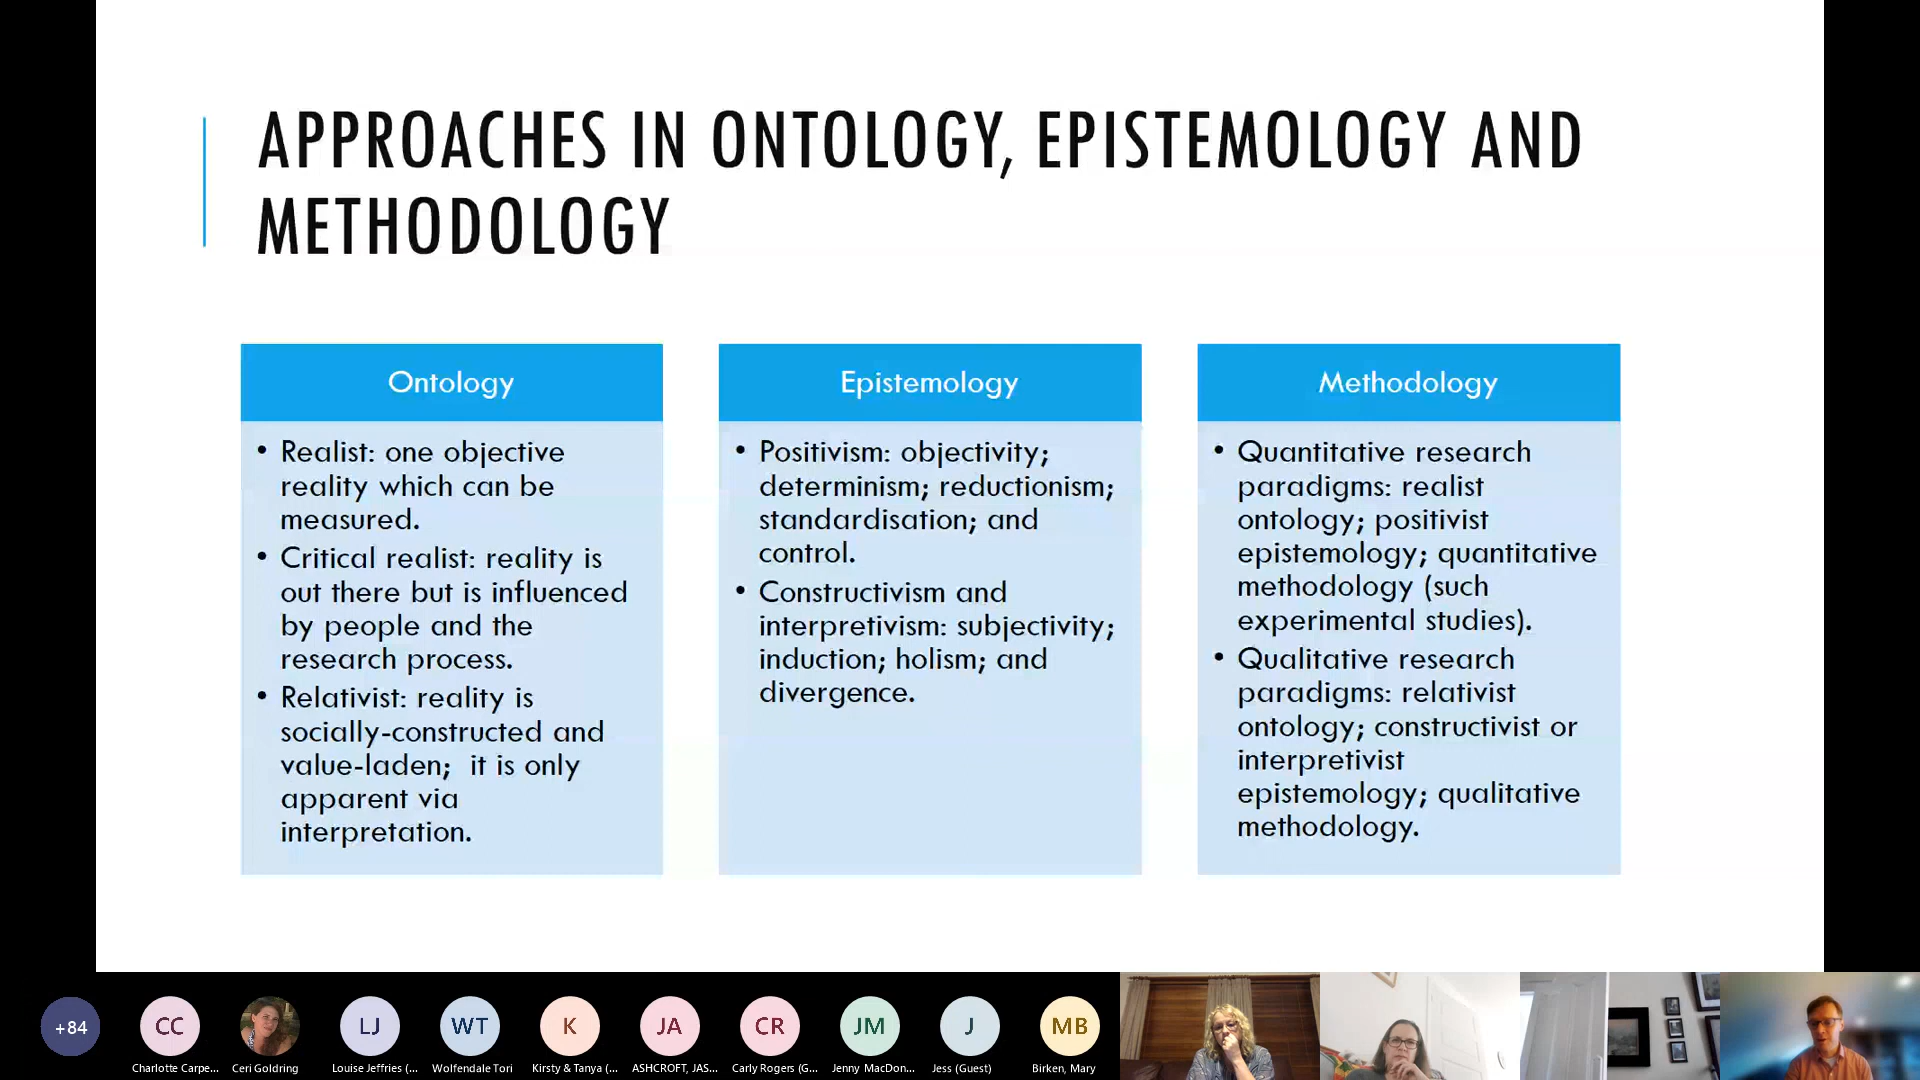 APPROACHES IN ONTOLOGY, EPISTEMOLOGY AND
METHODOLOGY
Ontology
• Realist: one objective
reality which can be
measured.
• Critical realist: reality is
out there but is influenced
by people and the
research process.
• Relativist: reality is
socially-constructed and
value-laden;  it is only
apparent via
interpretation.
Epistemology
• Positivism: objectivity;
determinism; reductionism;
standardisation; and
control.
• Constructivism and
interpretivism: subjectivity;
induction; holism; and
divergence.
Methodology
• Quantitative research
paradigms: realist
ontology; positivist
epistemology; quantitative
methodology (such
experimental studies).
• Qualitative research
paradigms: relativist
ontology; constructivist or
interpretivist
epistemology; qualitative
methodology.
+84
CC
LJ
WT
K
JA
CR
JM
J
MB
Charlotte Carpe...
Ceri Goldring
Louise Jeffries (...
Wolfendale Tori
Kirsty & Tanya (...
ASHCROFT, JAS...
Carly Rogers (G...
Jenny MacDon...
Jess (Guest)
Birken, Mary